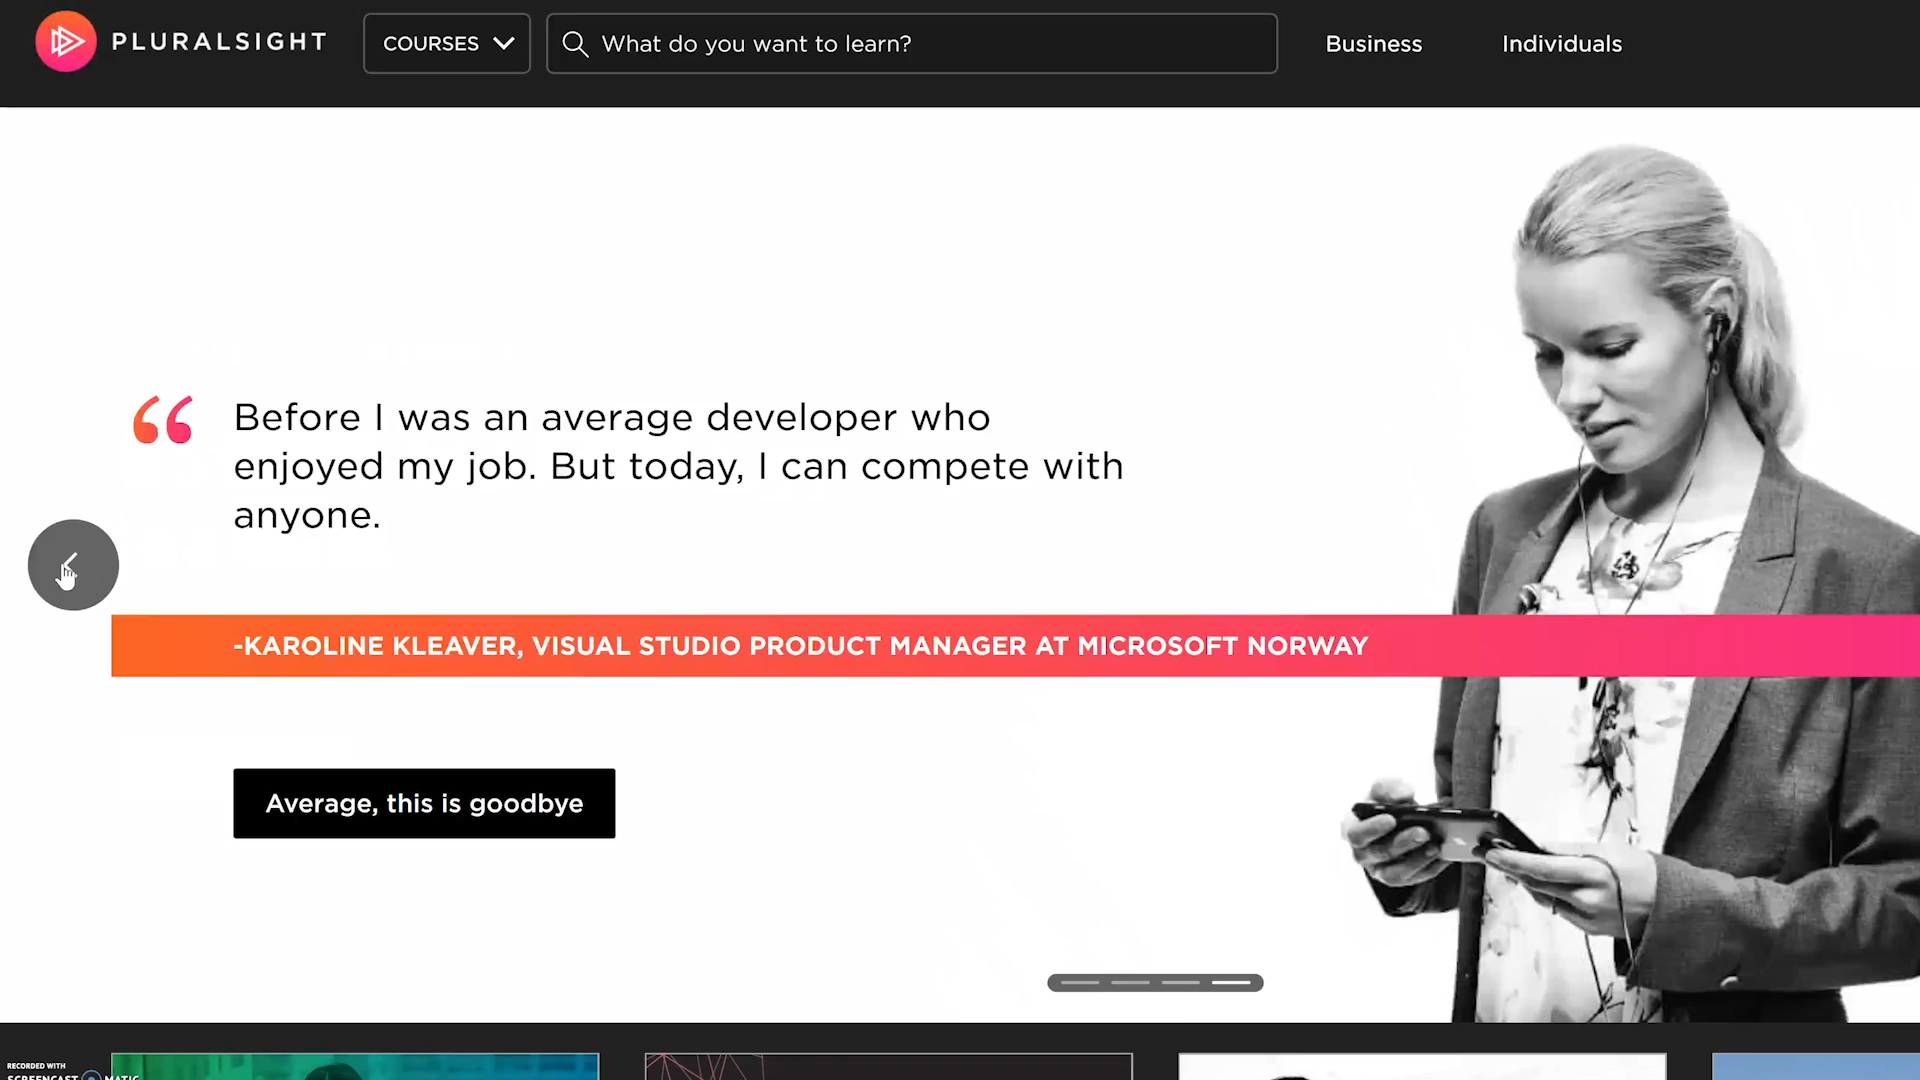 PLURALSIGHT
COURSES
What do you want to learn?
Business
Individuals
“ Before I was an average developer who
enjoyed my job. But today, I can compete with
anyone.
-KAROLINE KLEAVER, VISUAL STUDIO PRODUCT MANAGER AT MICROSOFT NORWAY
Average, this is goodbye
RECORDED WITH
SCREENCAST MATIC